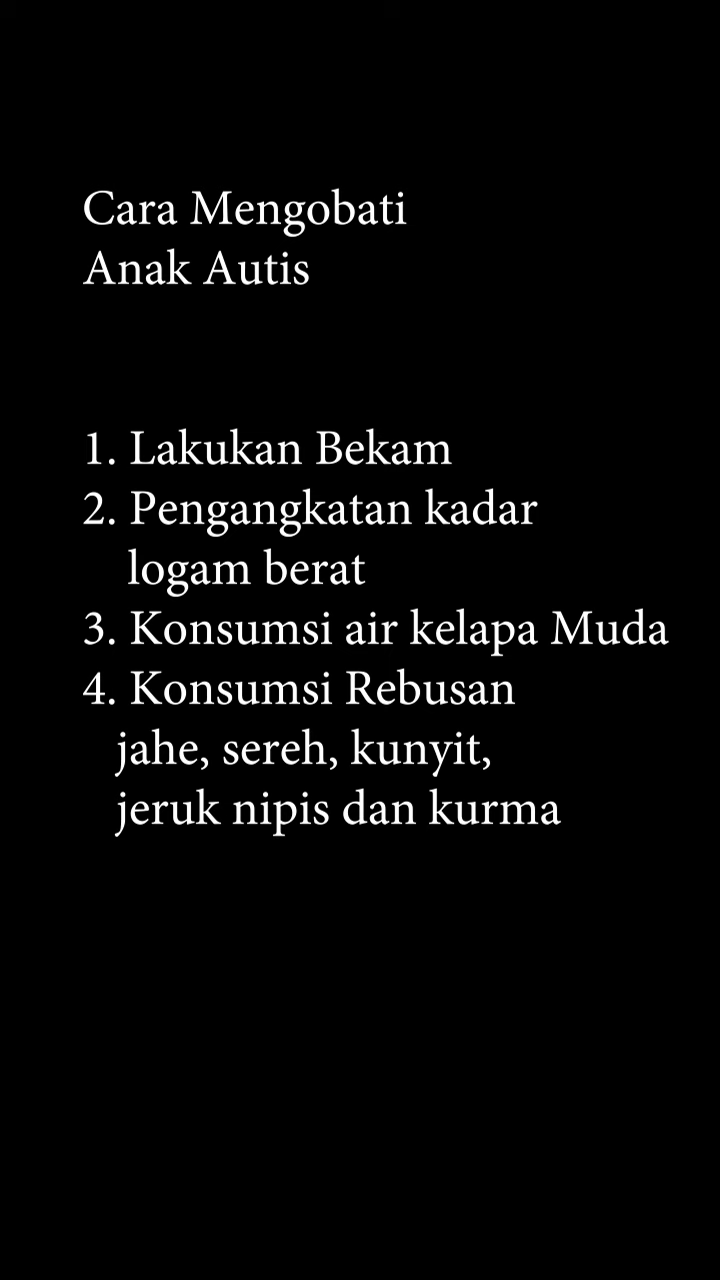 Cara Mengobati
Anak Autis
1. Lakukan Bekam
2. Pengangkatan kadar
logam berat
3. Konsumsi air kelapa Muda
4. Konsumsi Rebusan
jahe, sereh, kunyit,
jeruk nipis dan kurma